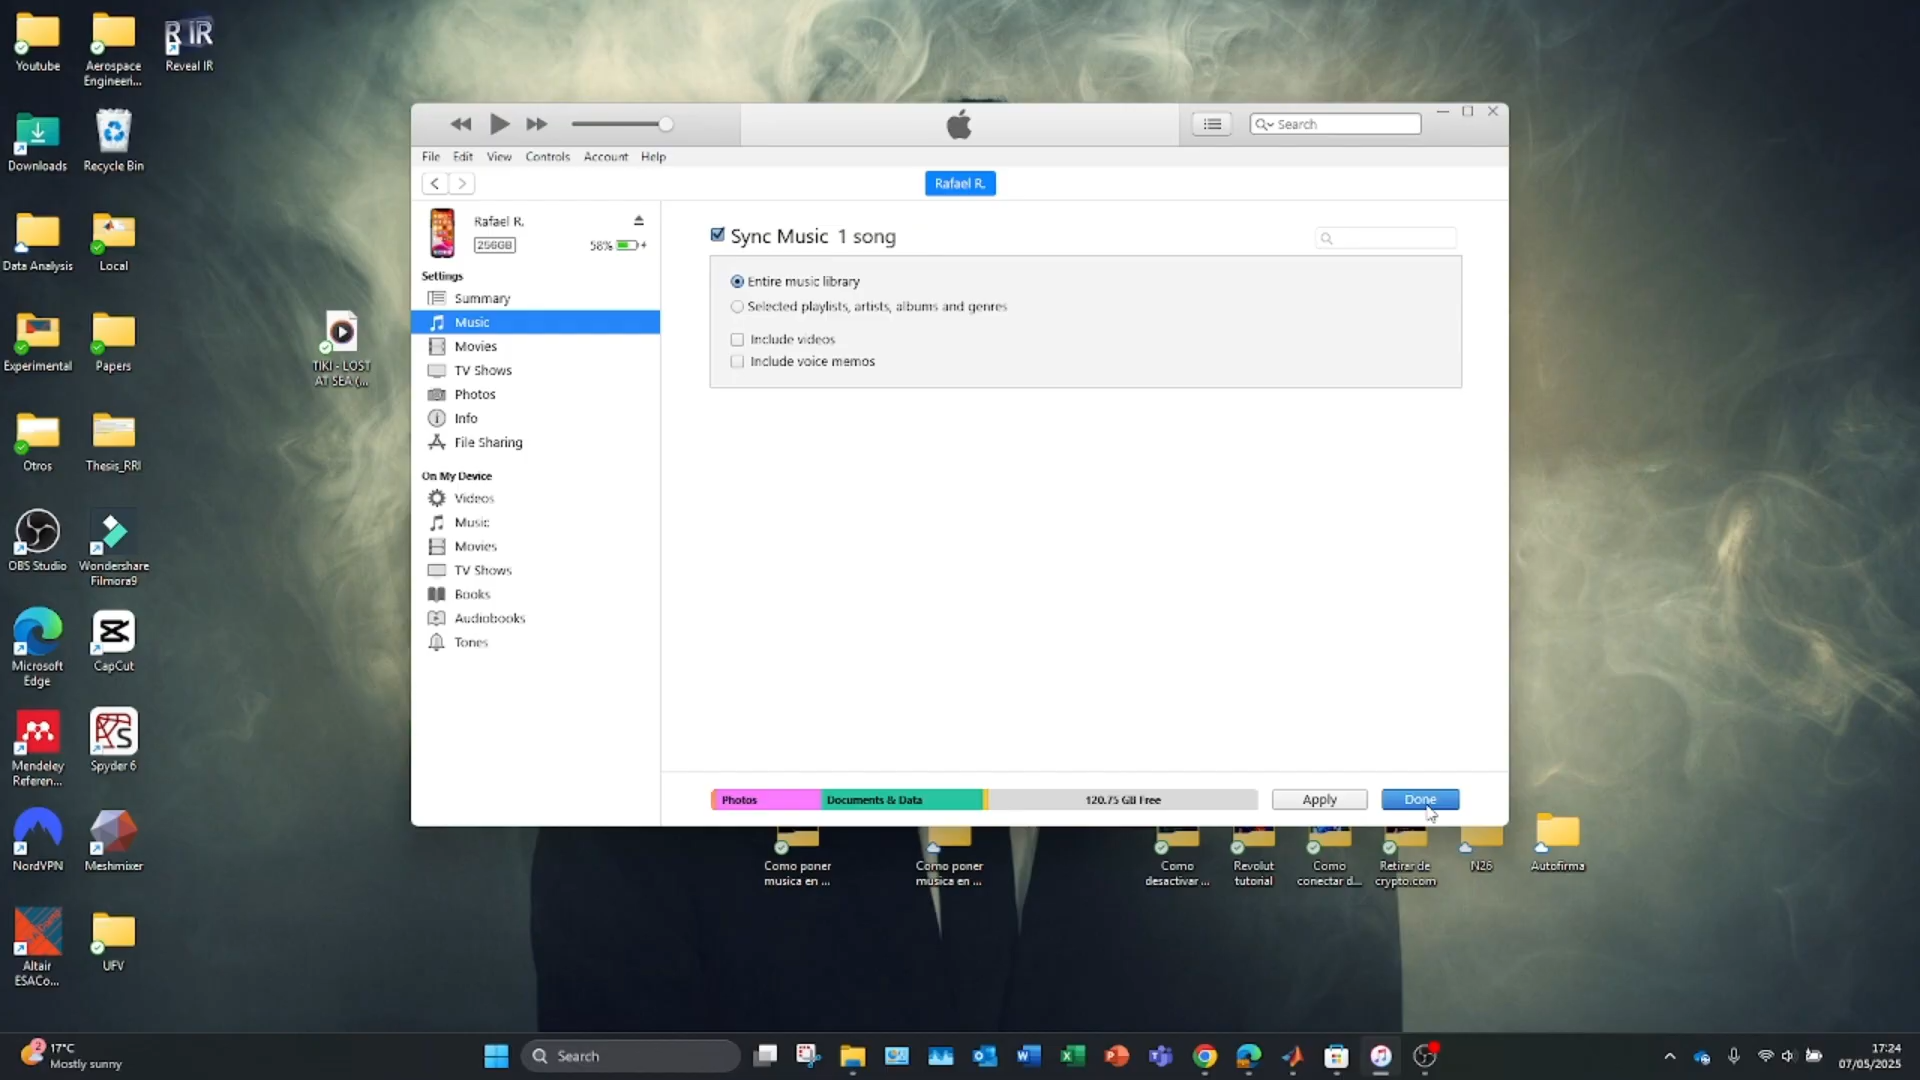 Youtube
Aerospace
Engineeri...
R IR
Reveal IR
Downloads
Recycle Bin
Data Analysis
Local
Experimental
Papers
TIKI - LOST
AT SEA (...
Otros
Thesis_RRI
OBS Studio
Wondershare
Filmora9
Microsoft
Edge
CapCut
Mendeley
Referen...
Spyder 6
NordVPN
Meshmixer
Altair
ESACo...
UFV
Search
File Edit View Controls Account Help
Rafael R.
Rafael R.
256GB
58%
Settings
Summary
Music
Movies
TV Shows
Photos
Info
File Sharing
On My Device
Videos
Music
Movies
TV Shows
Books
Audiobooks
Tones
Sync Music 1 song
Entire music library
Selected playlists, artists, albums and genres
Include videos
Include voice memos
Photos
Documents & Data
120.75 GB Free
Apply
Done
Como poner
musica en ...
Como poner
musica en ...
Como
desactivar ...
Revolut
tutorial
Como
conectar d...
Retirar de
crypto.com
N26
Autofirma
2
17°C
Mostly sunny
Search
17:24
07/05/2025